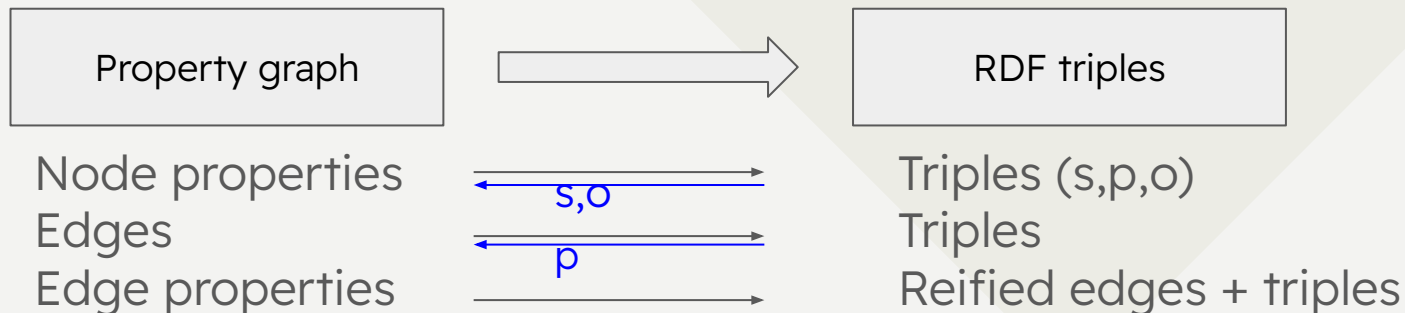 Property graph
RDF triples
Node properties
s,o
Triples (s,p,o)
Edges
p
Triples
Edge properties
Reified edges + triples